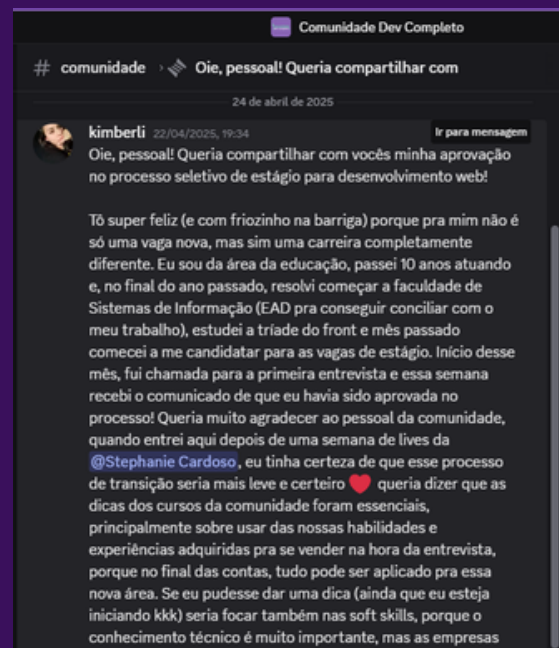 Comunidade Dev Completo
# comunidade › Oie, pessoal! Queria compartilhar com
24 de abril de 2025
kimberli 22/04/2025, 19:34 Ir para mensagem
Oie, pessoal! Queria compartilhar com vocês minha aprovação
no processo seletivo de estágio para desenvolvimento web!
Tô super feliz (e com friozinho na barriga) porque pra mim não é
só uma vaga nova, mas sim uma carreira completamente
diferente. Eu sou da área da educação, passei 10 anos atuando
e, no final do ano passado, resolvi começar a faculdade de
Sistemas de Informação (EAD pra conseguir conciliar com o
meu trabalho), estudei a tríade do front e mês passado
comecei a me candidatar para as vagas de estágio. Início desse
mês, fui chamada para a primeira entrevista e essa semana
recebi o comunicado de que eu havia sido aprovada no
processo! Queria muito agradecer ao pessoal da comunidade,
quando entrei aqui depois de uma semana de lives da
@Stephanie Cardoso, eu tinha certeza de que esse processo
de transição seria mais leve e certeiro ❤️ queria dizer que as
dicas dos cursos da comunidade foram essenciais,
principalmente sobre usar das nossas habilidades e
experiências adquiridas pra se vender na hora da entrevista,
porque no final das contas, tudo pode ser aplicado pra essa
nova área. Se eu pudesse dar uma dica (ainda que eu esteja
iniciando kkk) seria focar também nas soft skills, porque o
conhecimento técnico é muito importante, mas as empresas